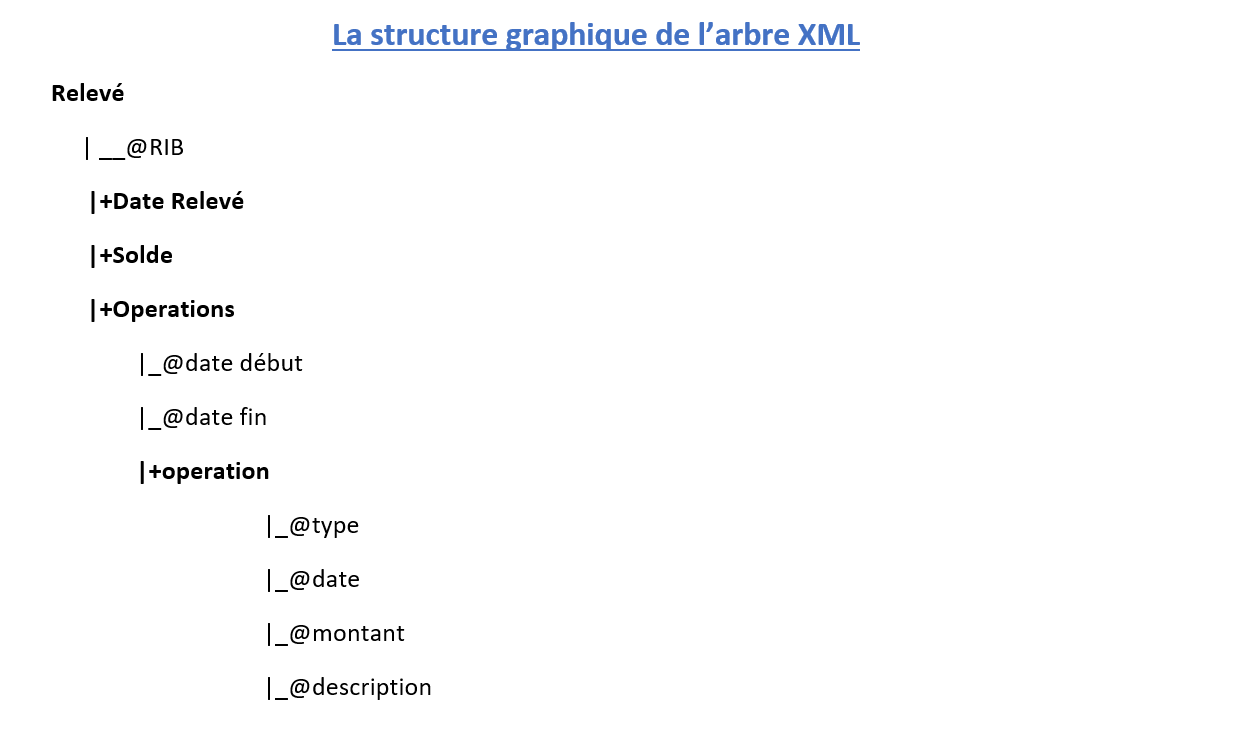 La structure graphique de l’arbre XML
Relevé
| __@RIB
|+Date Relevé
|+Solde
|+Operations
|_@date début
|_@date fin
|+operation
|_@type
|_@date
|_@montant
|_@description